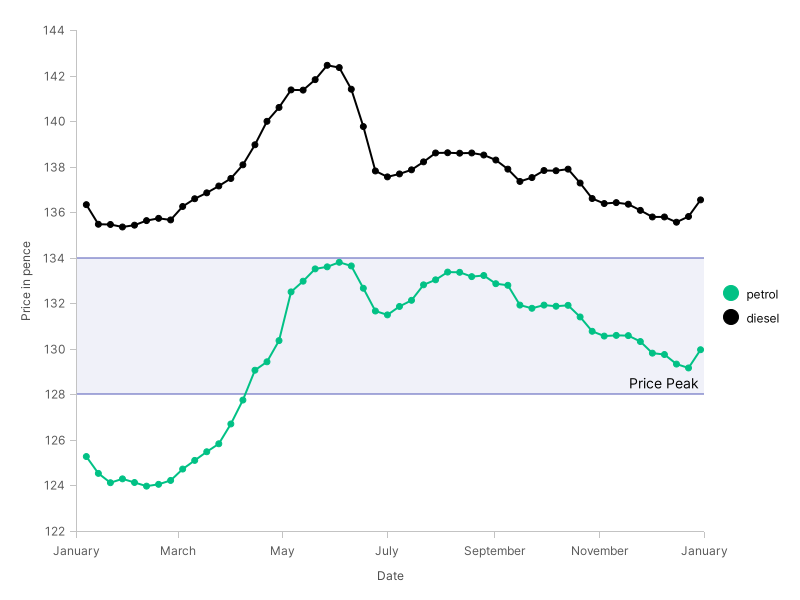 144
142
140
138
136
134
132
130
128
126
124
122
Price in pence
Price Peak
petrol
diesel
January March May July September November January
Date